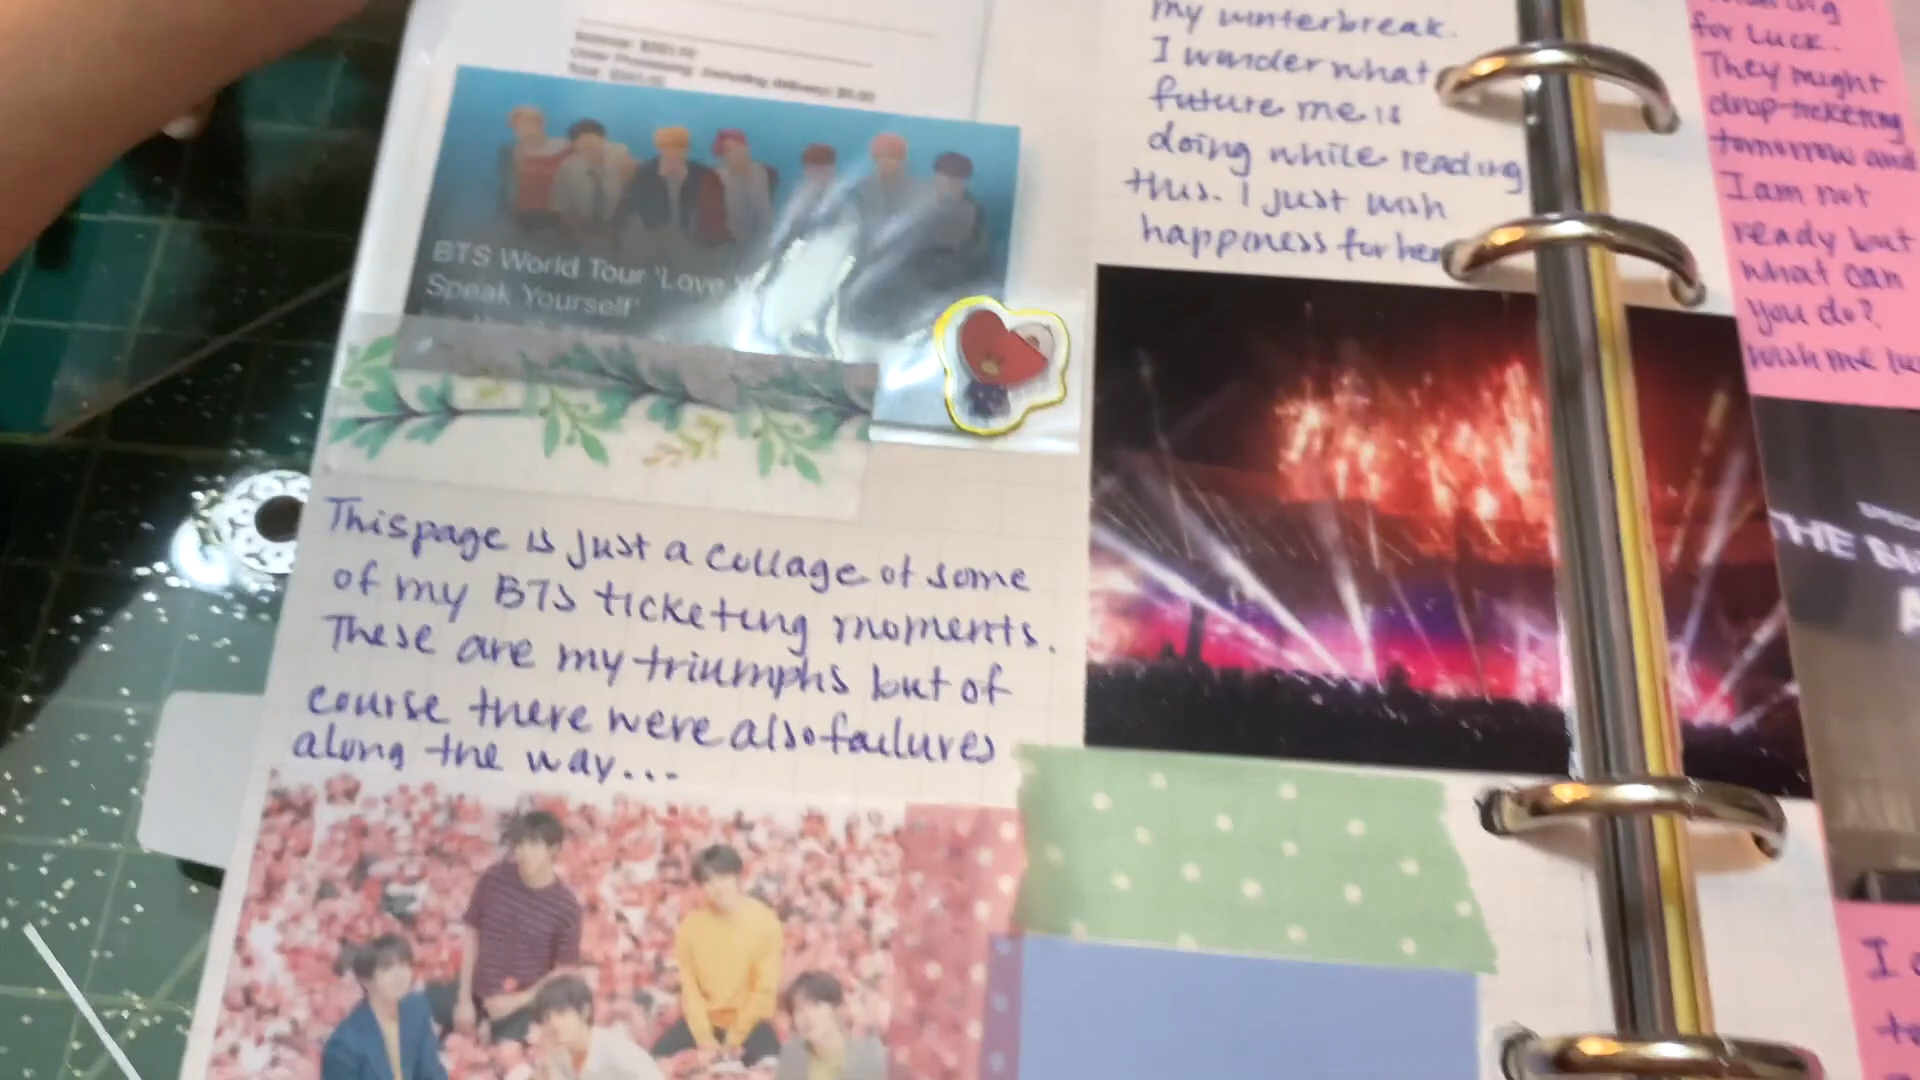 my winterbreak.
I wonder what
future me is
doing while reading
this. I just wish
happiness for her
BTS World Tour 'Love
Speak Yourself'
This page is just a collage of some
of my BTS ticketing moments.
These are my triumphs but of
course there were also failures
along the way...
for luck.
They might
drop ticketing
tomorrow and
I am not
ready but
what can
you do?
wish me
THE
I